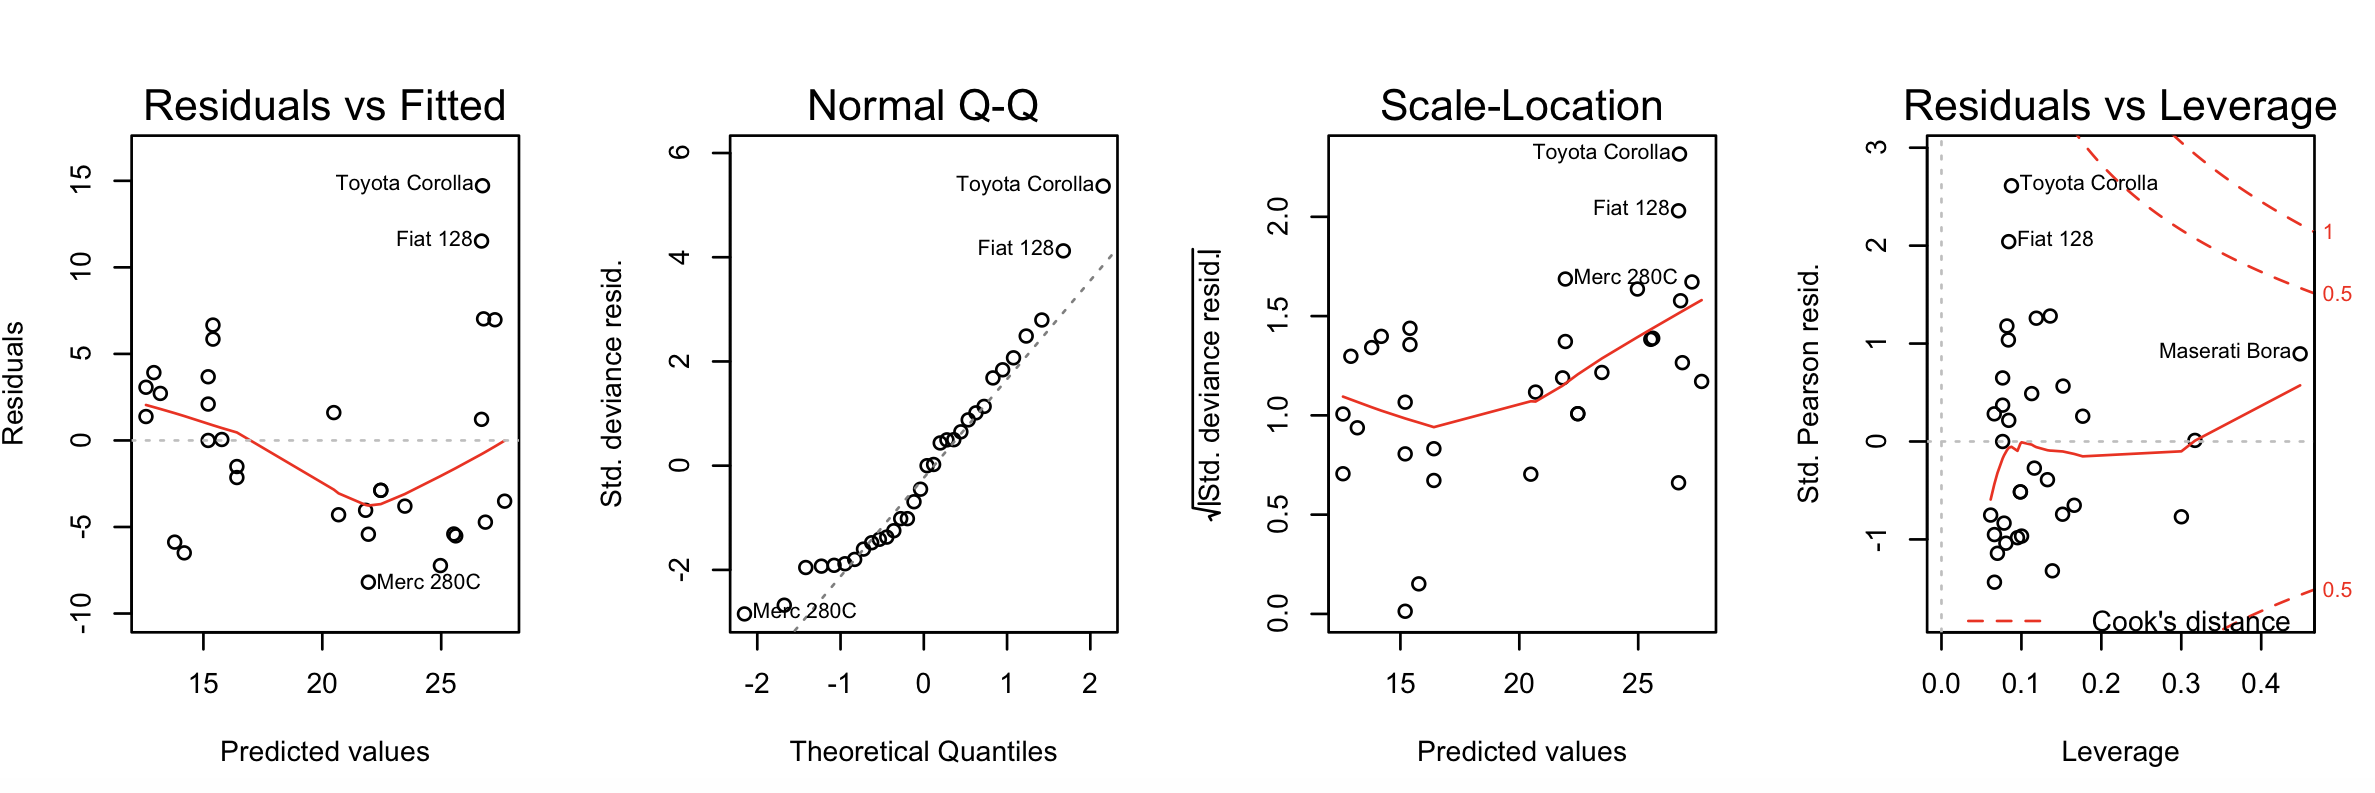 Residuals vs Fitted
Residuals
15
10
5
0
-5
-10
Toyota Corolla
Fiat 128
Merc 280C
15 20 25
Predicted values
Normal Q-Q
Std. deviance resid.
6
4
2
0
-2
Toyota Corolla
Fiat 128
Merc 280C
-2 -1 0 1 2
Theoretical Quantiles
Scale-Location
√|Std. deviance resid.|
2.0
1.5
1.0
0.5
0.0
Toyota Corolla
Fiat 128
Merc 280C
15 20 25
Predicted values
Residuals vs Leverage
Std. Pearson resid.
3
2
1
0
-1
Toyota Corolla
Fiat 128
Maserati Bora
1
0.5
0.5
Cook's distance
0.0 0.1 0.2 0.3 0.4
Leverage